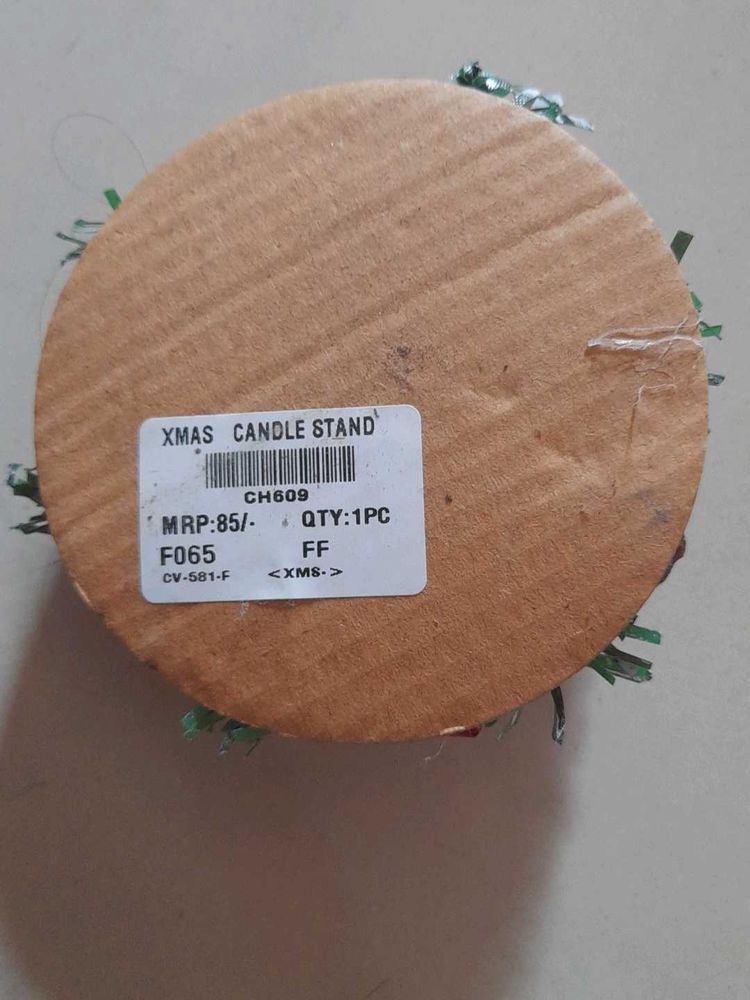 XMAS CANDLE STAND
CH609
MRP:85/- QTY:1PC
F065 FF
CV-581-F <XMS->